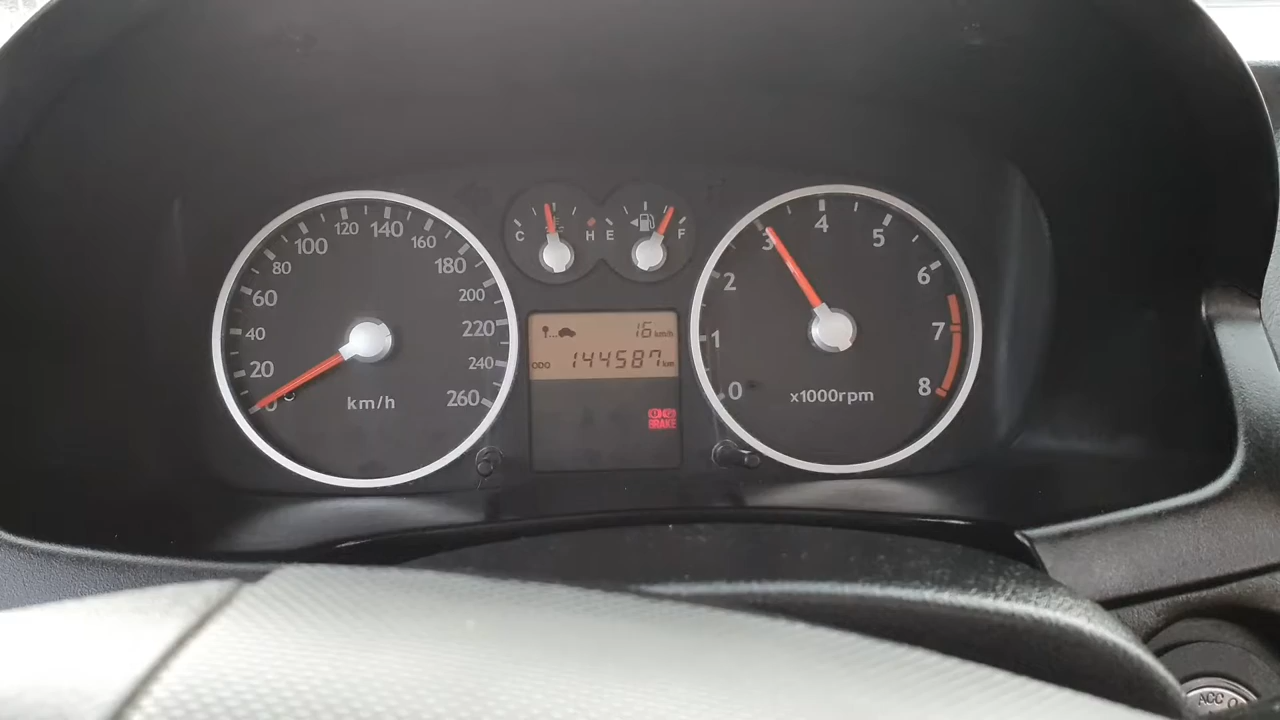 0 20 40 60 80 100 120 140 160 180 200 220 240 260
km/h
C H
E F
16 km/h
ODO 144587 km
BRAKE
0 1 2 3 4 5 6 7 8
x1000rpm
ACC